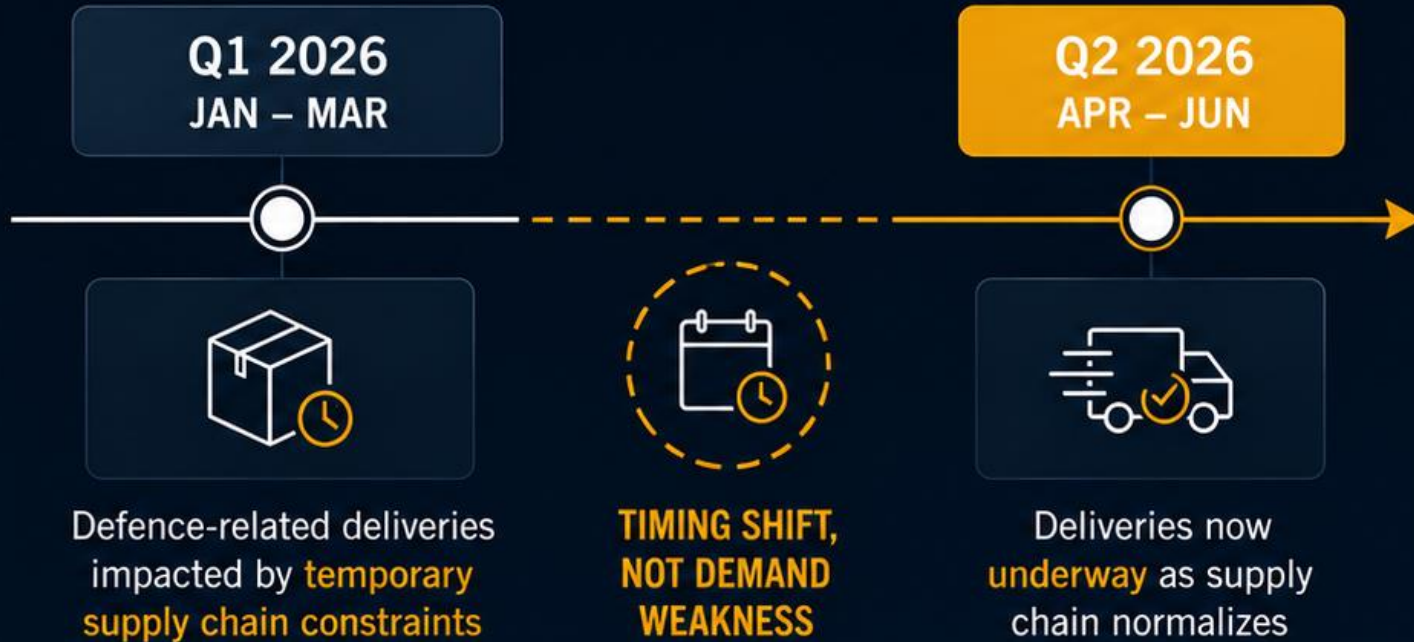 Q1 2026
JAN – MAR
Q2 2026
APR – JUN
Defence-related deliveries
impacted by temporary
supply chain constraints
TIMING SHIFT,
NOT DEMAND
WEAKNESS
Deliveries now
underway as supply
chain normalizes